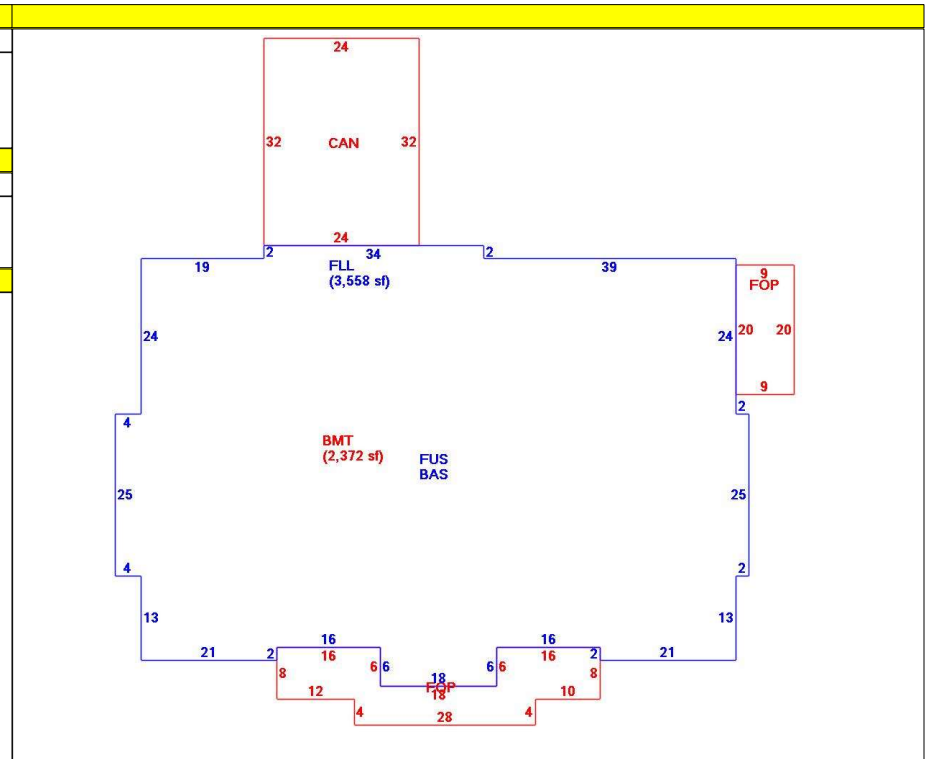 24
32 CAN 32
24
2 34 2
19 FLL 39
(3,558 sf)
9
FOP
24 24 20 20
9
4 2
BMT
(2,372 sf)
FUS
BAS
25 25
4 2
13 13
16 16
21 2 16 16 2 21
8 6 6 6 6 8
18
FOP
18
12 10
4 28 4